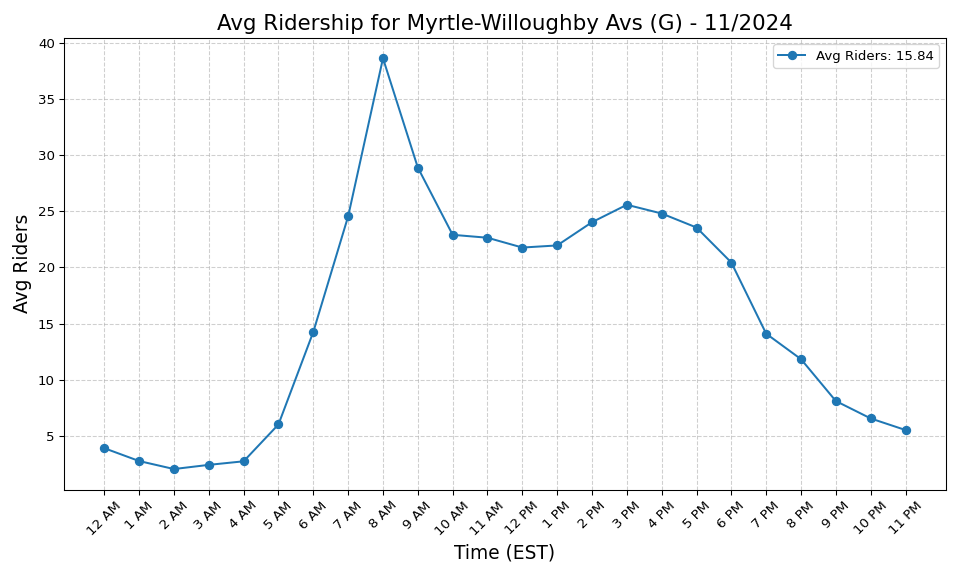 Avg Ridership for Myrtle-Willoughby Avs (G) - 11/2024
Avg Riders: 15.84
Avg Riders
40
35
30
25
20
15
10
5
12 AM
1 AM
2 AM
3 AM
4 AM
5 AM
6 AM
7 AM
8 AM
9 AM
10 AM
11 AM
12 PM
1 PM
2 PM
3 PM
4 PM
5 PM
6 PM
7 PM
8 PM
9 PM
10 PM
11 PM
Time (EST)